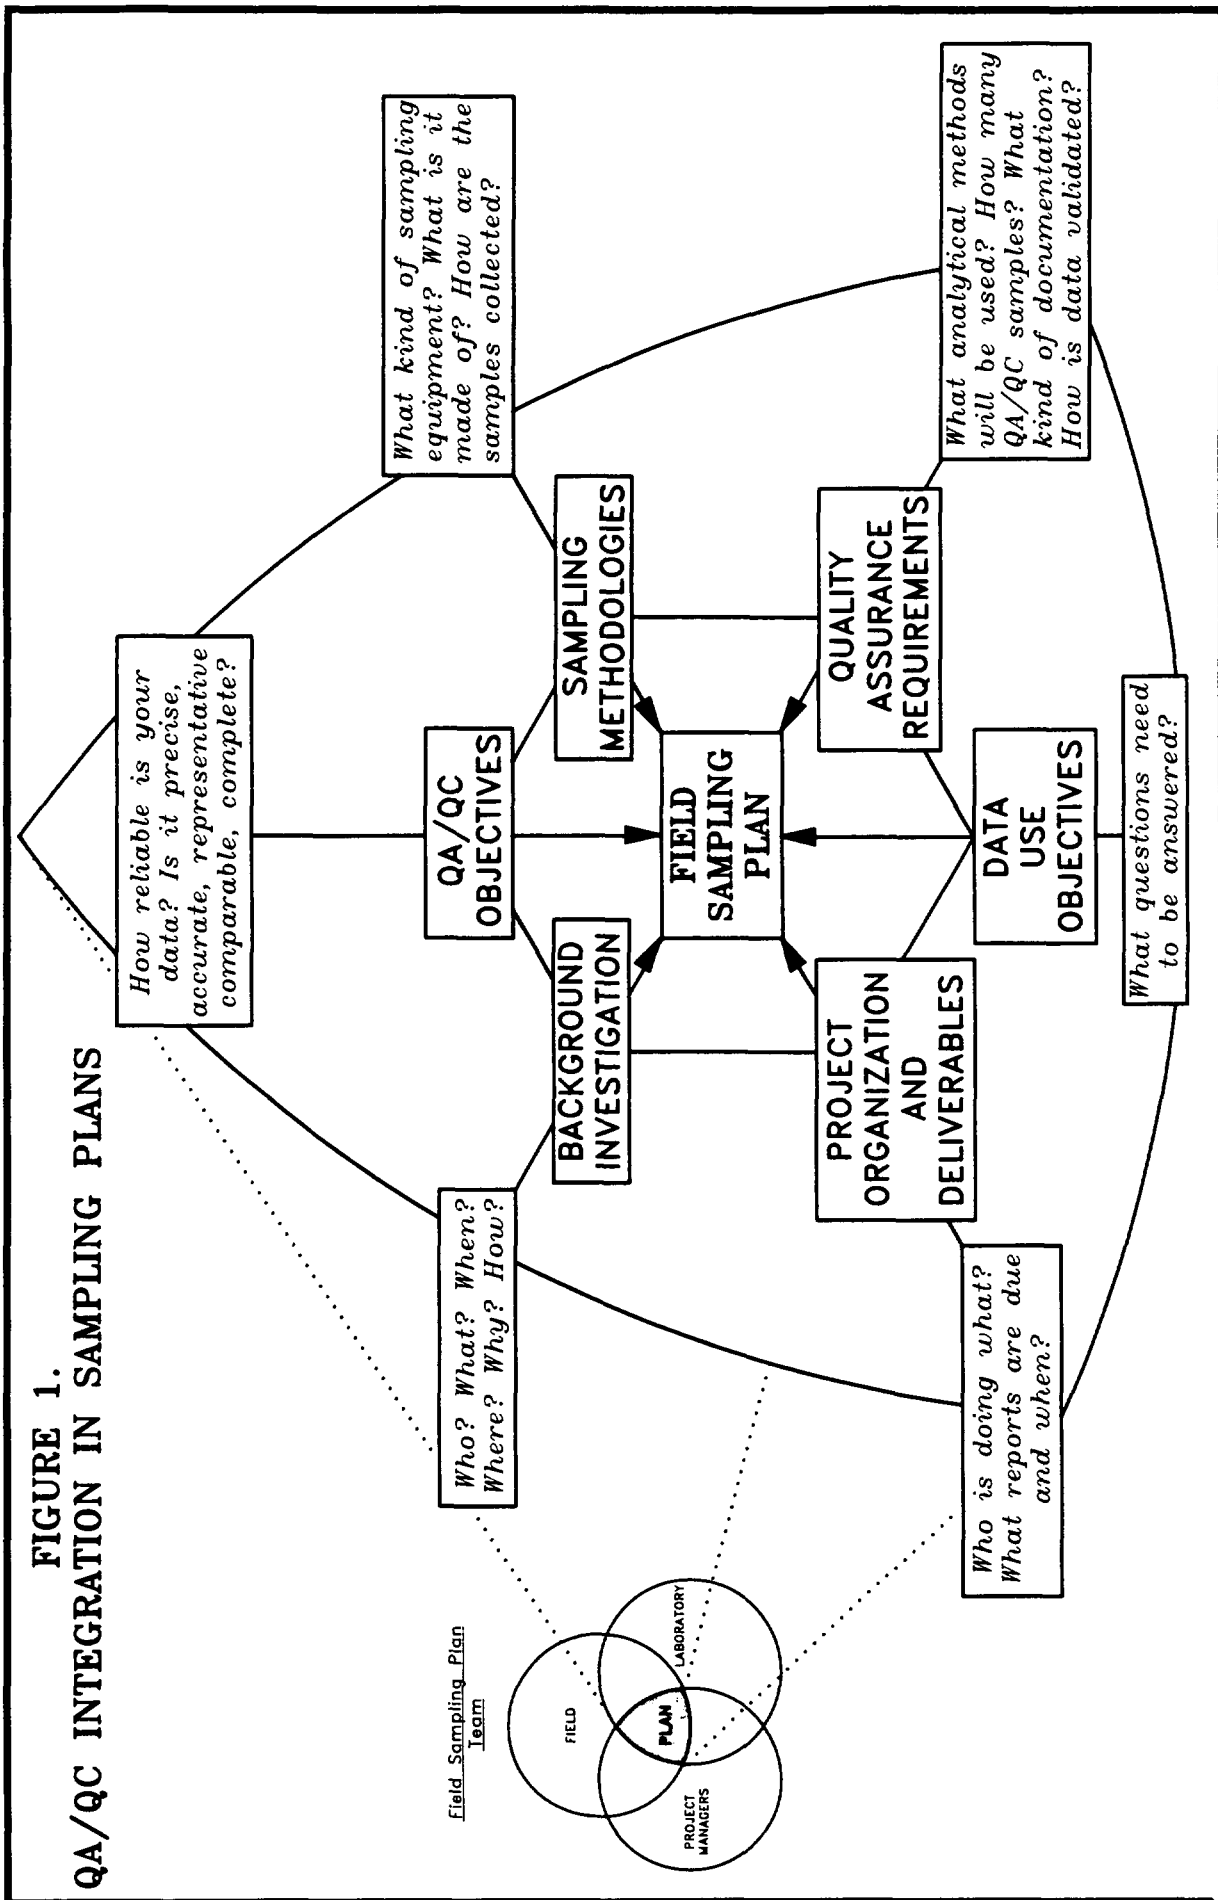 FIGURE 1.
QA/QC INTEGRATION IN SAMPLING PLANS
Field Sampling Plan
Team
FIELD
LABORATORY
PLAN
PROJECT
MANAGERS
How reliable is your
data? Is it precise,
accurate, representative
comparable, complete?
Who? What? When?
Where? Why? How?
What kind of sampling
equipment? What is it
made of? How are the
samples collected?
QA/QC
OBJECTIVES
BACKGROUND
INVESTIGATION
SAMPLING
METHODOLOGIES
FIELD
SAMPLING
PLAN
PROJECT
ORGANIZATION
AND
DELIVERABLES
QUALITY
ASSURANCE
REQUIREMENTS
DATA
USE
OBJECTIVES
Who is doing what?
What reports are due
and when?
What questions need
to be answered?
What analytical methods
will be used? How many
QA/QC samples? What
kind of documentation?
How is data validated?